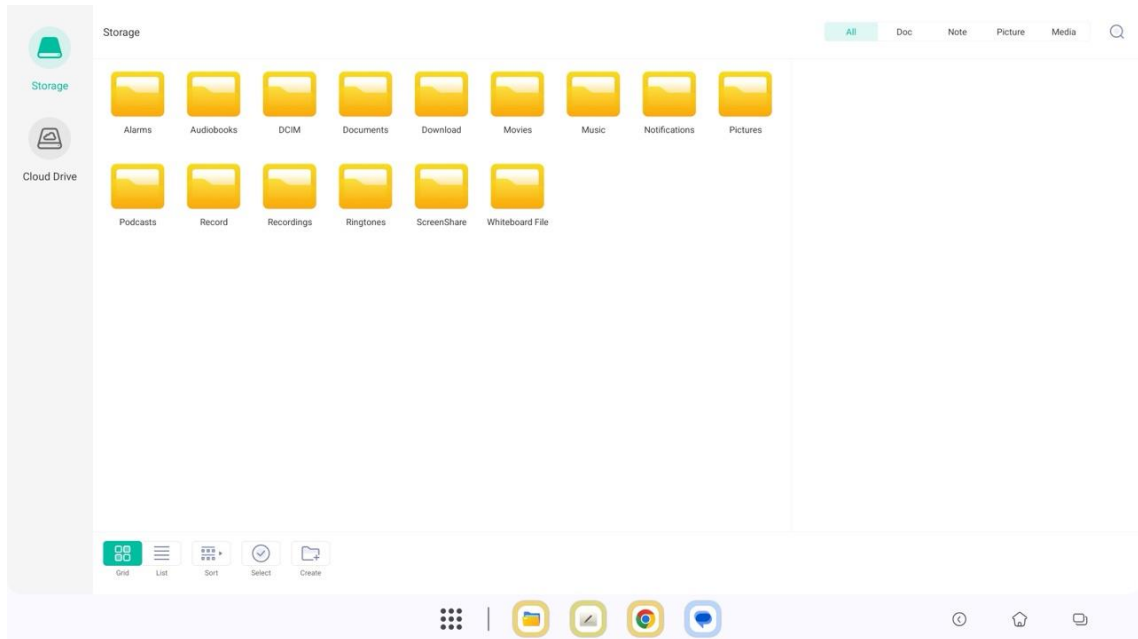 Storage
All Doc Note Picture Media
Storage
Cloud Drive
Alarms Audiobooks DCIM Documents Download Movies Music Notifications Pictures
Podcasts Record Recordings Ringtones ScreenShare Whiteboard File
Grid List Sort Select Create